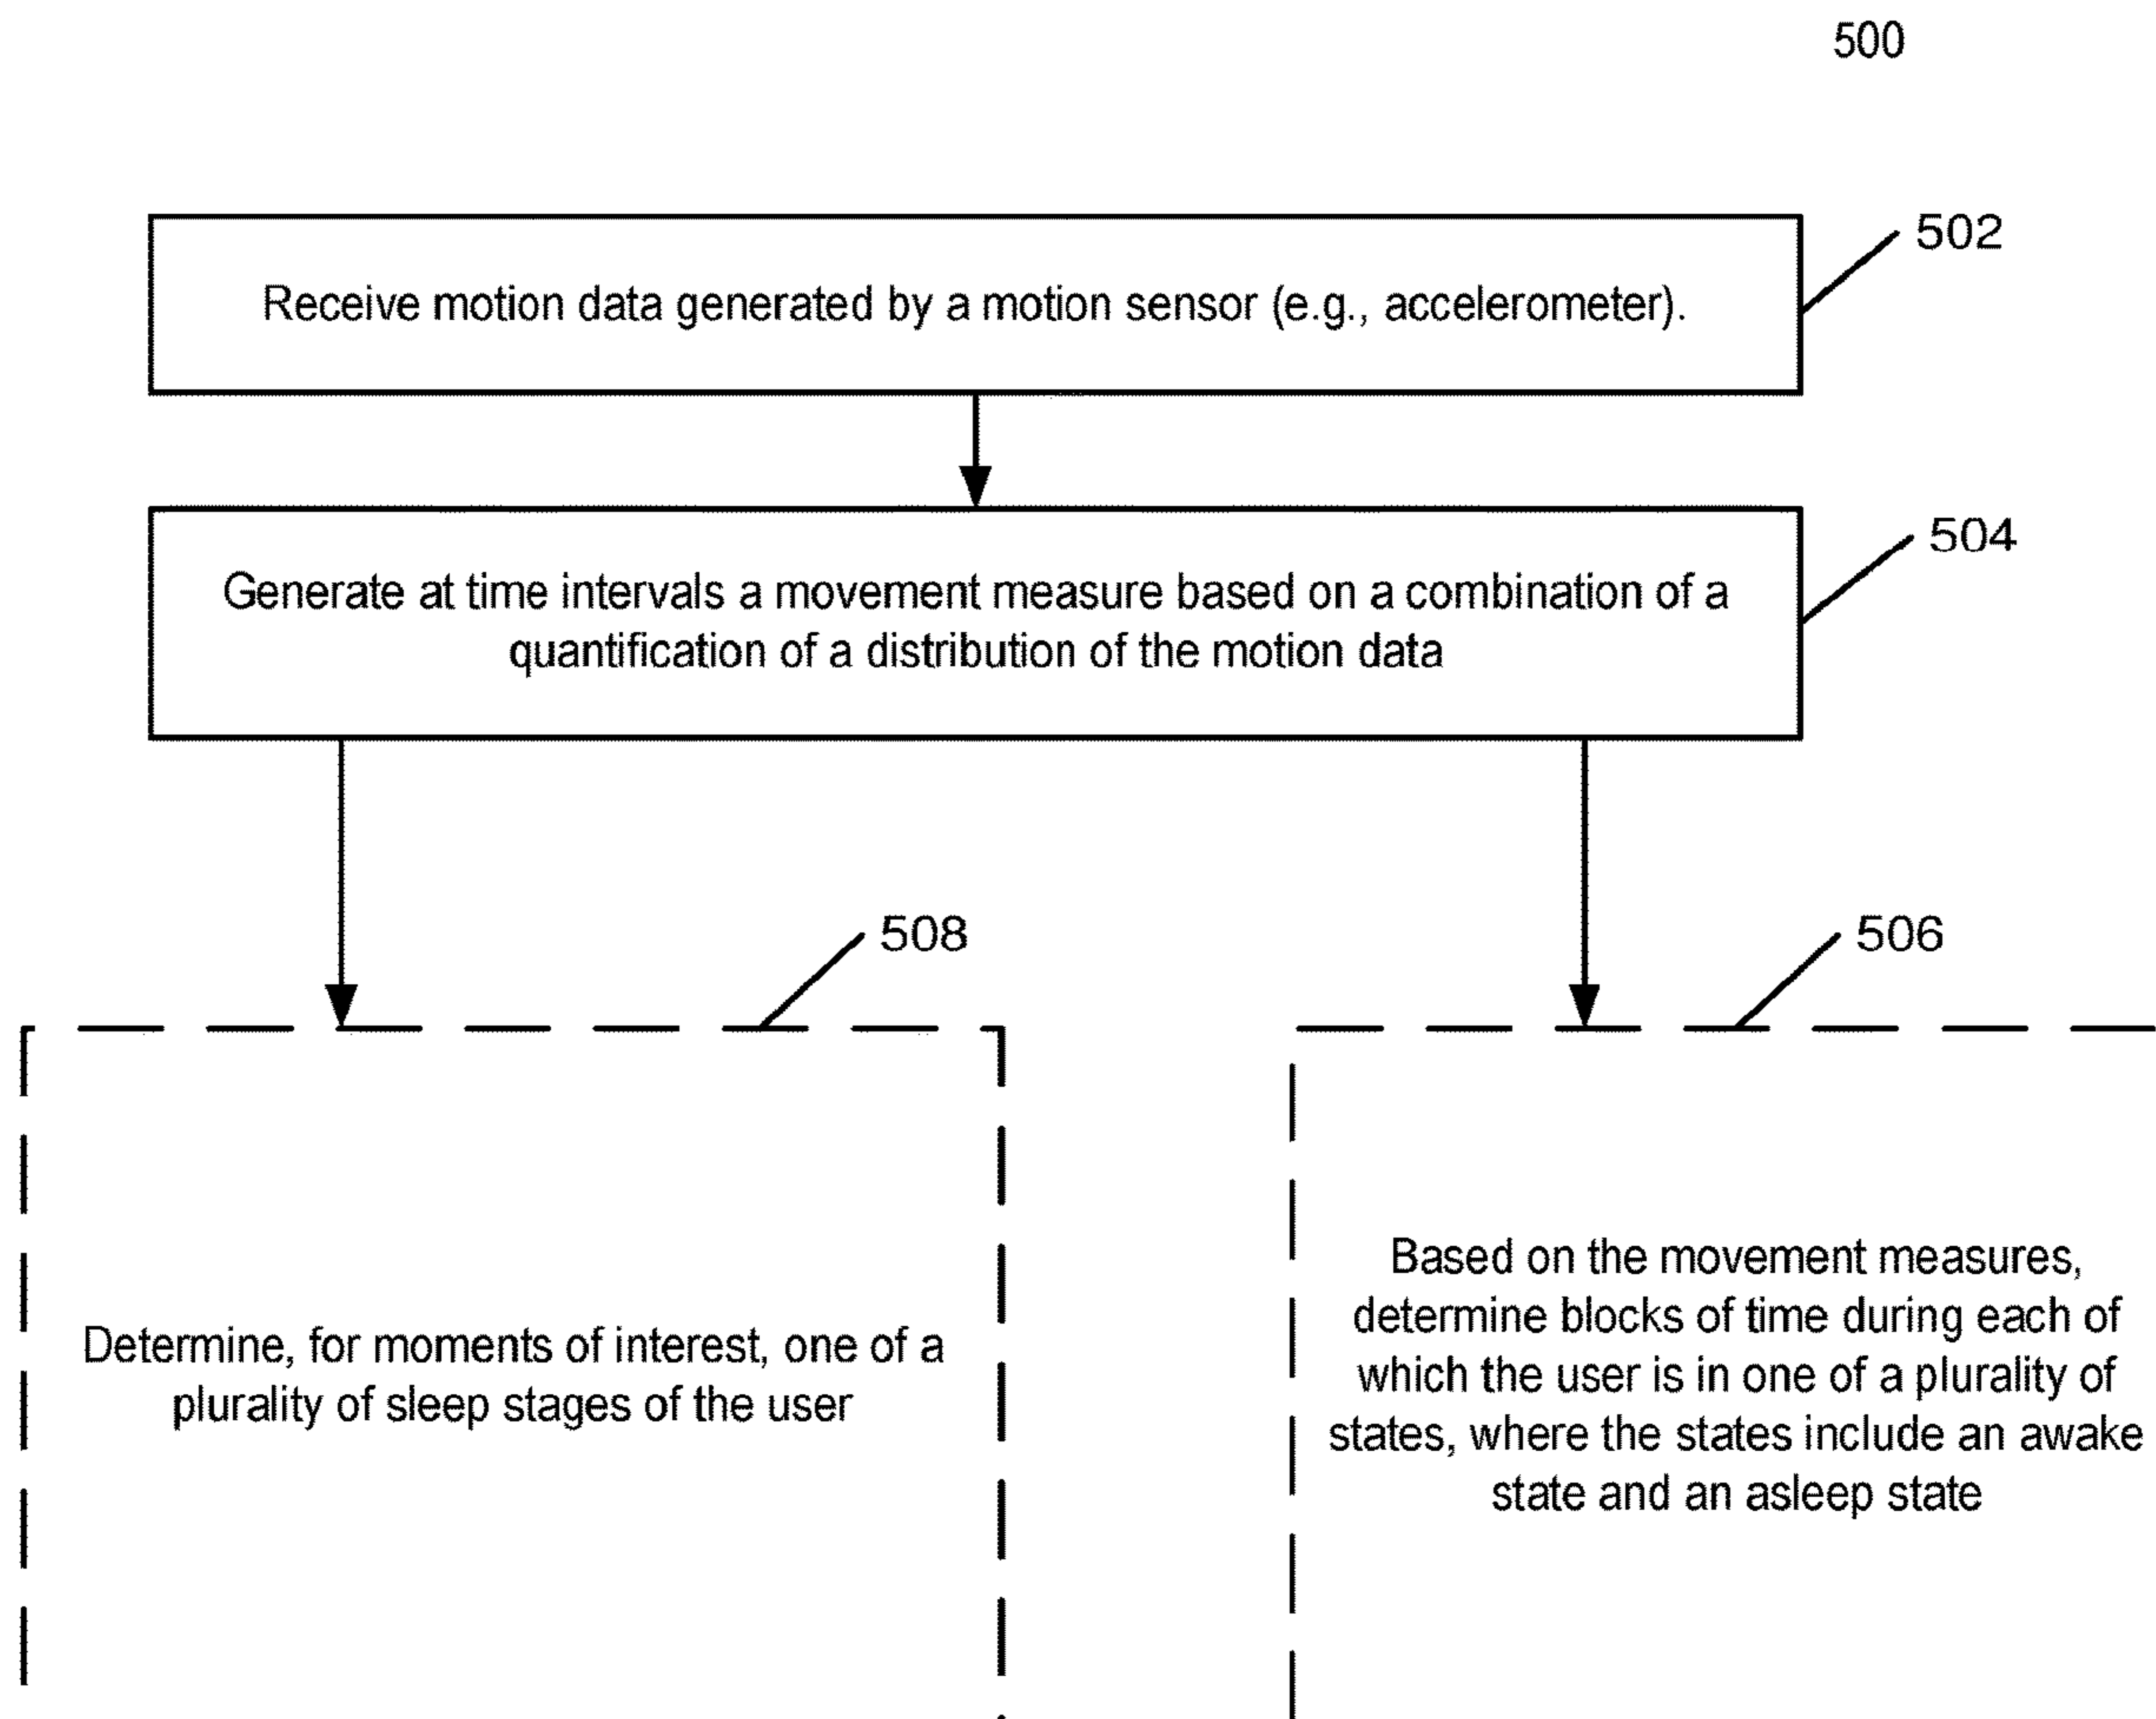 500
502
Receive motion data generated by a motion sensor (e.g., accelerometer).
504
Generate at time intervals a movement measure based on a combination of a
quantification of a distribution of the motion data
508
506
Determine, for moments of interest, one of a
plurality of sleep stages of the user
Based on the movement measures,
determine blocks of time during each of
which the user is in one of a plurality of
states, where the states include an awake
state and an asleep state